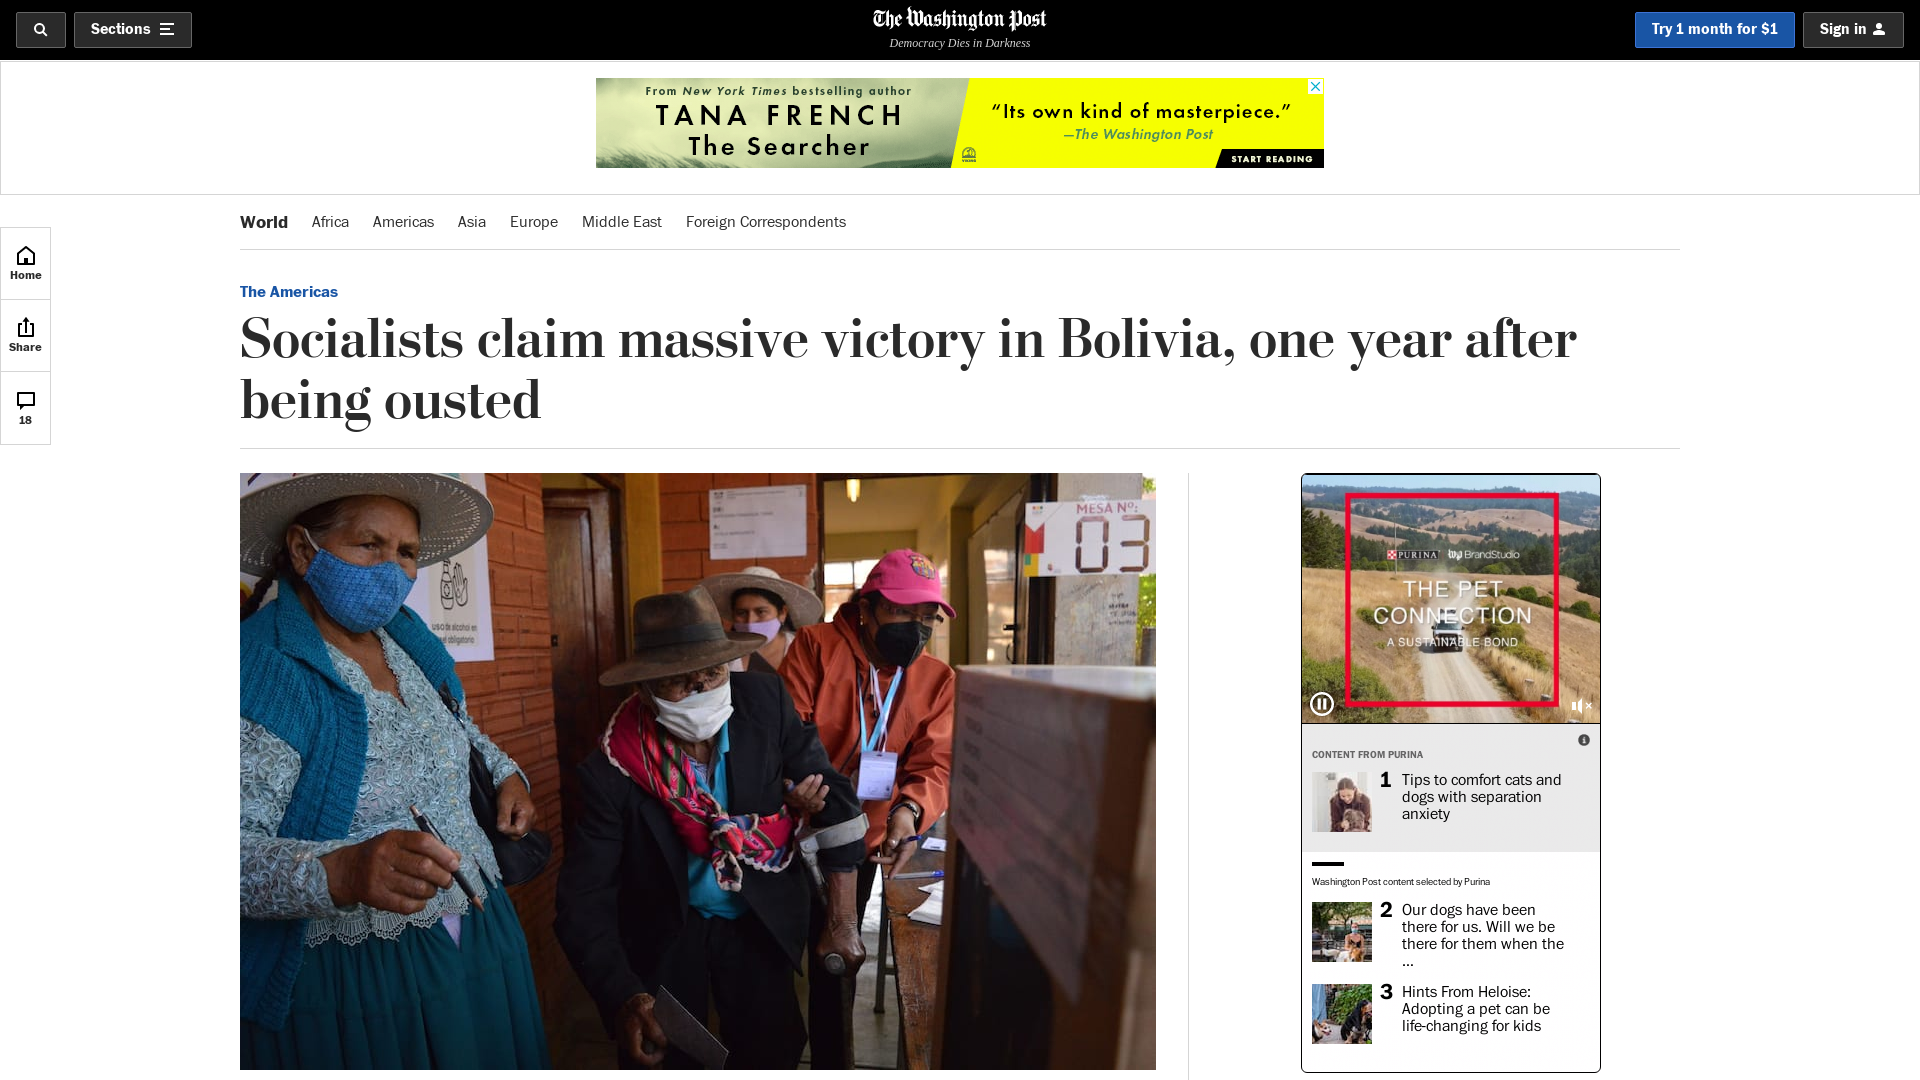 Sections
The Washington Post
Democracy Dies in Darkness
Try 1 month for $1
Sign in
From New York Times bestselling author
TANA FRENCH
The Searcher
“Its own kind of masterpiece.”
—The Washington Post
START READING
World
Africa
Americas
Asia
Europe
Middle East
Foreign Correspondents
Home
Share
18
The Americas
Socialists claim massive victory in Bolivia, one year after
being ousted
MESA Nº:
03
uso de alcohol en
obligatorio
PURINA
wp BrandStudio
THE PET
CONNECTION
A SUSTAINABLE BOND
CONTENT FROM PURINA
1
Tips to comfort cats and
dogs with separation
anxiety
Washington Post content selected by Purina
2
Our dogs have been
there for us. Will we be
there for them when the
...
3
Hints From Heloise:
Adopting a pet can be
life-changing for kids